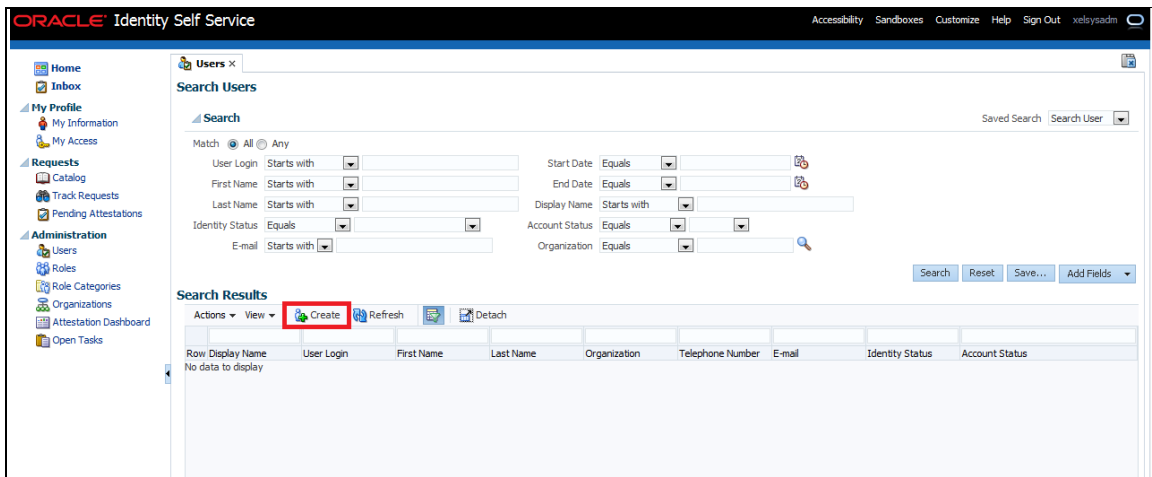 ORACLE Identity Self Service
Accessibility Sandboxes Customize Help Sign Out xelsysadm
Home
Inbox
My Profile
My Information
My Access
Requests
Catalog
Track Requests
Pending Attestations
Administration
Users
Roles
Role Categories
Organizations
Attestation Dashboard
Open Tasks
Users ×
Search Users
Search
Saved Search Search User
Match All Any
User Login Starts with Start Date Equals
First Name Starts with End Date Equals
Last Name Starts with Display Name Starts with
Identity Status Equals Account Status Equals
E-mail Starts with Organization Equals
Search Reset Save... Add Fields
Search Results
Actions View Create Refresh Detach
Row Display Name User Login First Name Last Name Organization Telephone Number E-mail Identity Status Account Status
No data to display